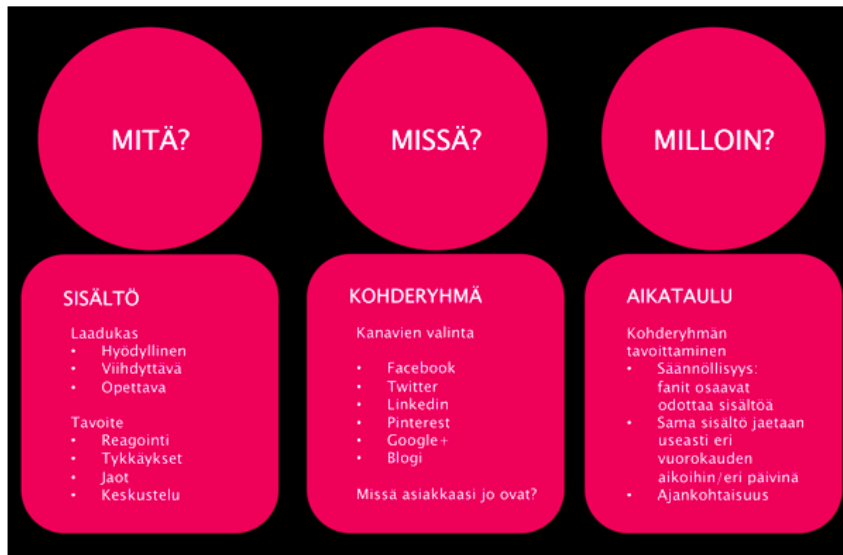 MITÄ?
MISSÄ?
MILLOIN?
SISÄLTÖ
Laadukas
• Hyödyllinen
• Viihdyttävä
• Opettava
Tavoite
• Reagointi
• Tykkäykset
• Jaot
• Keskustelu
KOHDERYHMÄ
Kanavien valinta
• Facebook
• Twitter
• Linkedin
• Pinterest
• Google+
• Blogi
Missä asiakkaasi jo ovat?
AIKATAULU
Kohderyhmän
tavoittaminen
• Säännöllisyys:
fanit osaavat
odottaa sisältöä
• Sama sisältö jaetaan
useasti eri
vuorokauden
aikoihin/eri päivinä
• Ajankohtaisuus